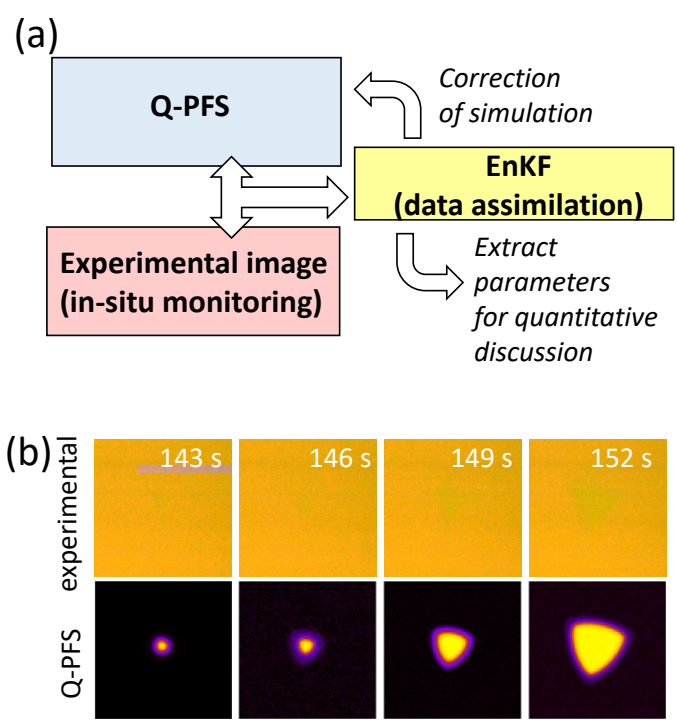 (a)
Q-PFS
Correction
of simulation
EnKF
(data assimilation)
Experimental image
(in-situ monitoring)
Extract
parameters
for quantitative
discussion
(b)
experimental
143 s
146 s
149 s
152 s
Q-PFS